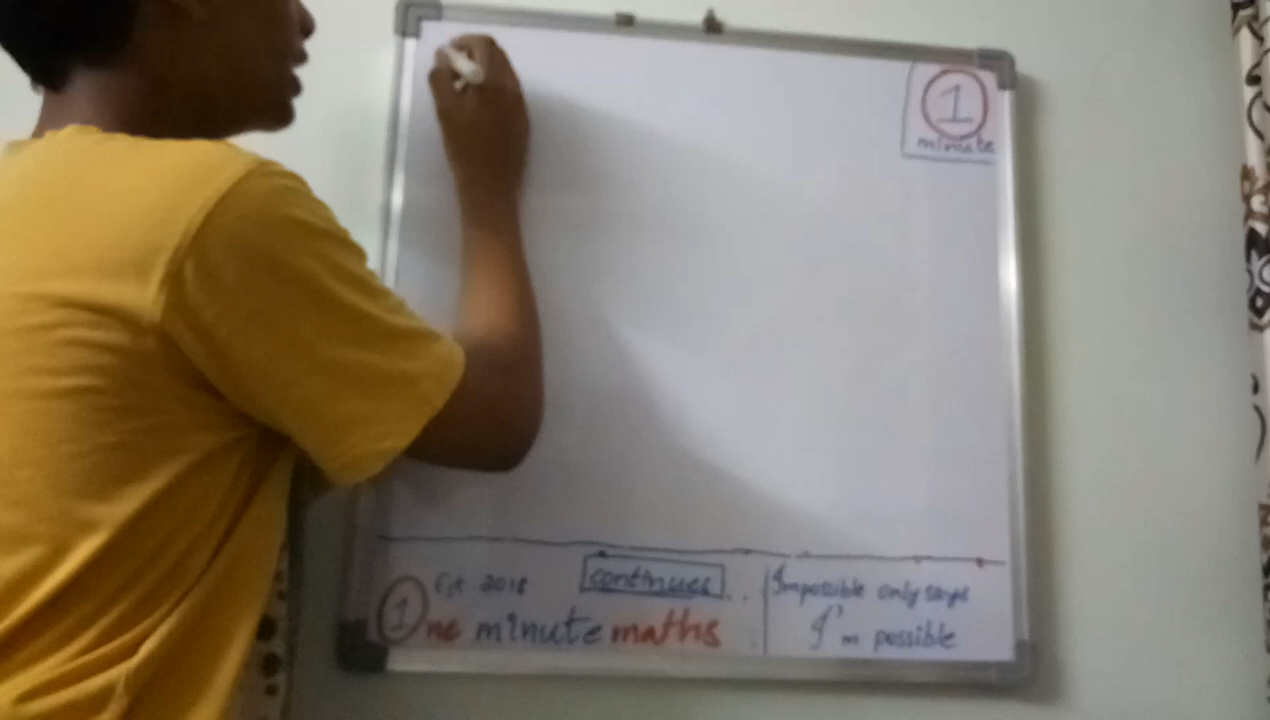 1
minute
Est 2018 continues..
1ne minute maths
Impossible only says
I'm possible